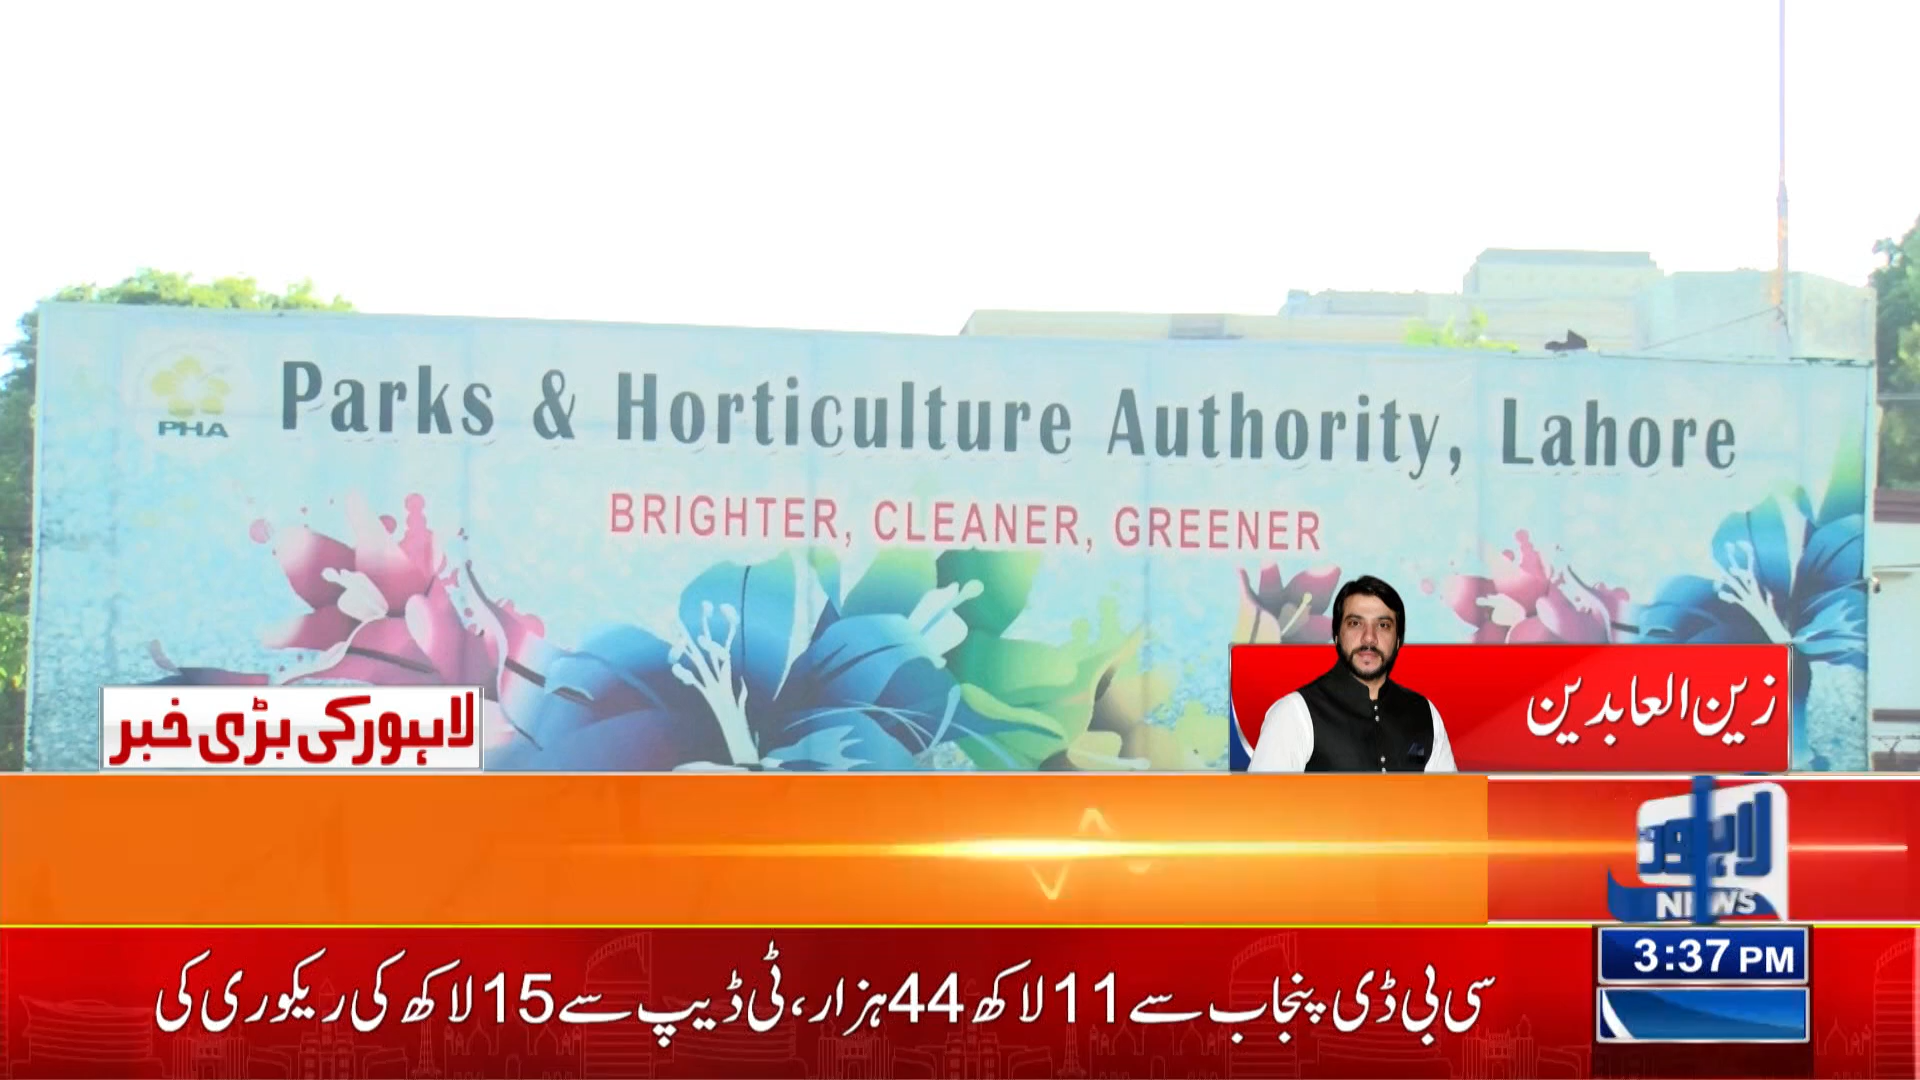 PHA
Parks & Horticulture Authority, Lahore
BRIGHTER, CLEANER, GREENER
زین العابدین
لاہور کی بڑی خبر
لاہور
NEWS
3:37 PM
سی بی ڈی پنجاب سے 11 لاکھ 44 ہزار، ٹی ڈیپ سے 15 لاکھ کی ریکوری کی